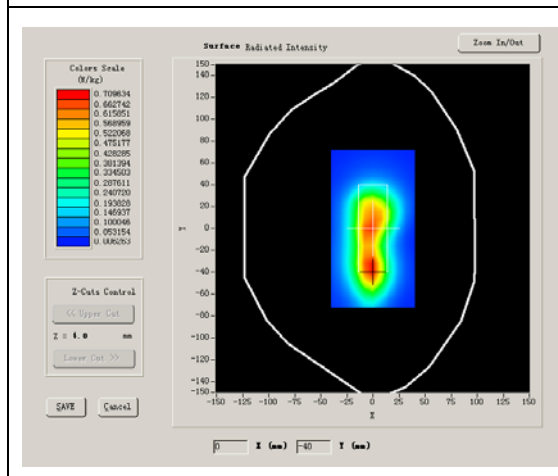 Surface Radiated Intensity
Zoom In/Out
Colors Scale
(W/kg)
0.709634
0.662742
0.615851
0.568959
0.522068
0.475177
0.428285
0.381394
0.334503
0.287611
0.240720
0.193828
0.146937
0.100046
0.053154
0.006263
150
140
120
100
80
60
40
20
0
-20
-40
-60
-80
-100
-120
-140
-150
Y
-150 -125 -100 -75 -50 -25 0 25 50 75 100 125 150
X
Z-Cuts Control
<< Upper Cut
Z = 4.0 mm
Lower Cut >>
SAVE
Cancel
0 X (mm) -40 Y (mm)